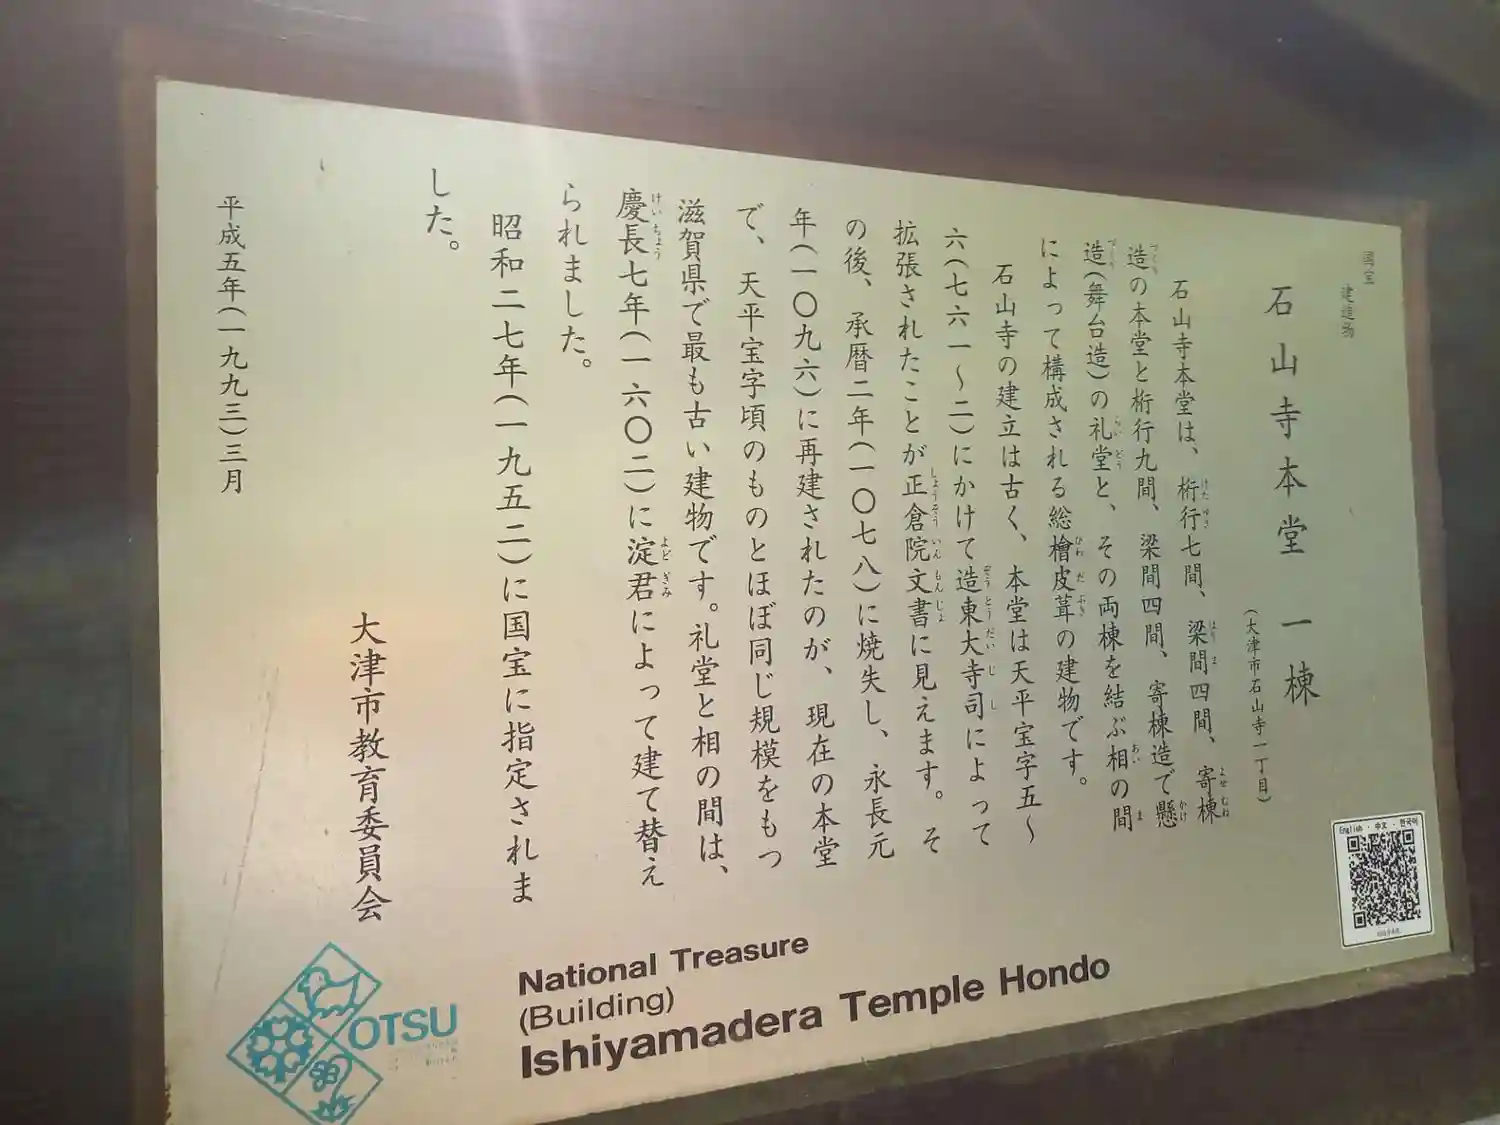 国宝 建造物
石山寺本堂 一棟
(大津市石山寺一丁目)
石山寺本堂は、桁行七間、梁間四間、寄棟
造の本堂と桁行九間、梁間四間、寄棟造で懸
造(舞台造)の礼堂と、その両棟を結ぶ相の間
によって構成される総檜皮葺の建物です。
石山寺の建立は古く、本堂は天平宝字五~
六(七六一~二)にかけて造東大寺司によって
拡張されたことが正倉院文書に見えます。そ
の後、承暦二年(一〇七八)に焼失し、永長元
年(一〇九六)に再建されたのが、現在の本堂
で、天平宝字頃のものとほぼ同じ規模をもつ
滋賀県で最も古い建物です。礼堂と相の間は、
慶長七年(一六〇二)に淀君によって建て替え
られました。
昭和二七年(一九五二)に国宝に指定されま
した。
平成五年(一九九三)三月
大津市教育委員会
National Treasure
(Building)
Ishiyamadera Temple Hondo
OTSU
English · 中文 · 한국어